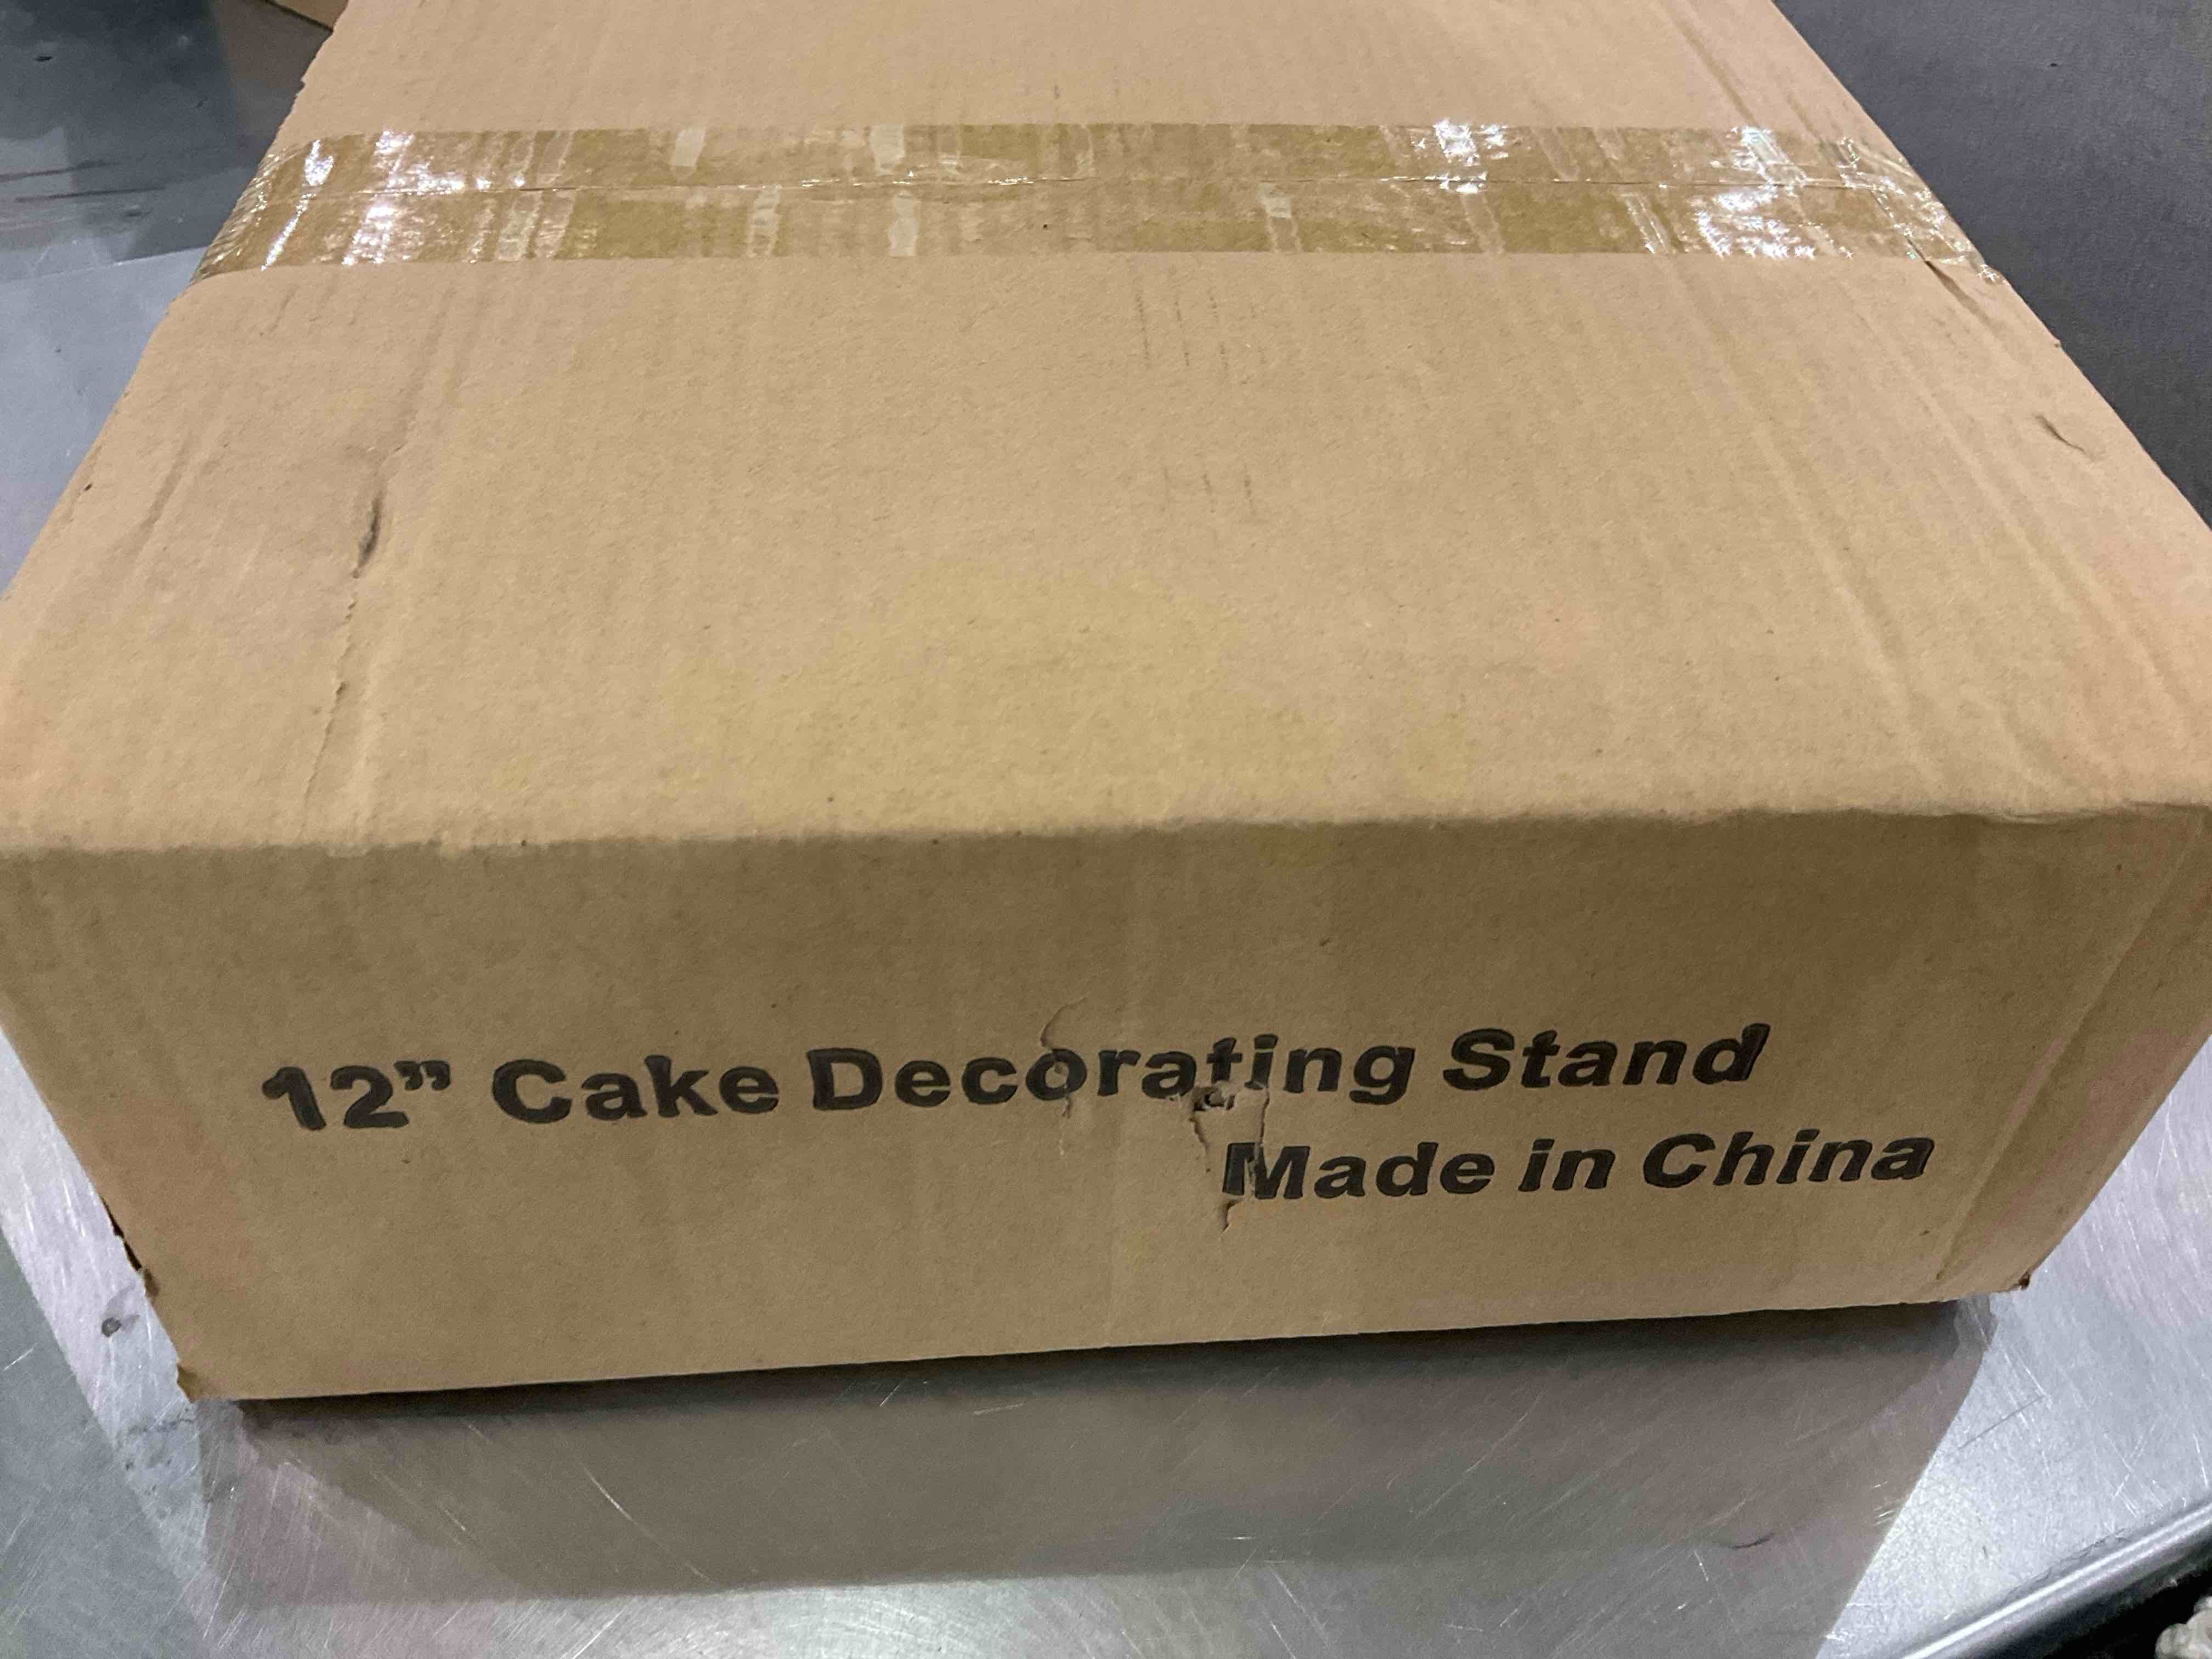 12” Cake Decorating Stand
Made in China